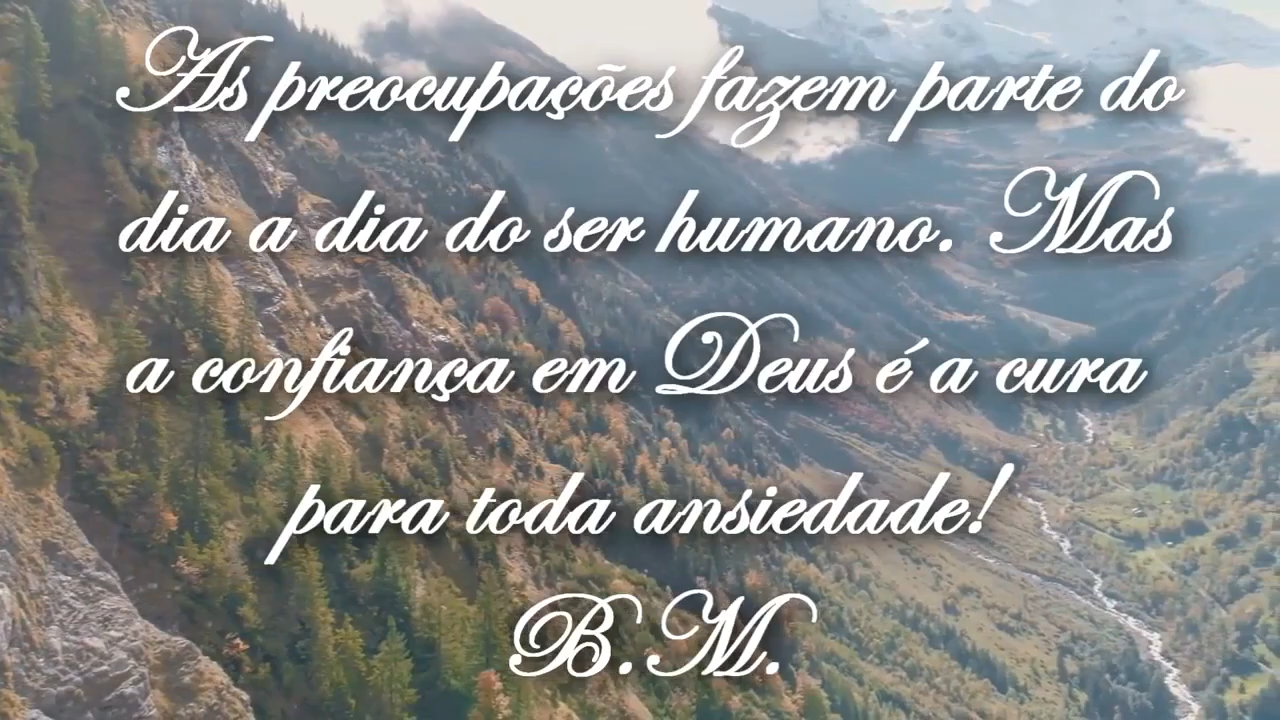 As preocupações fazem parte do
dia a dia do ser humano. Mas
a confiança em Deus é a cura
para toda ansiedade!
B.M.